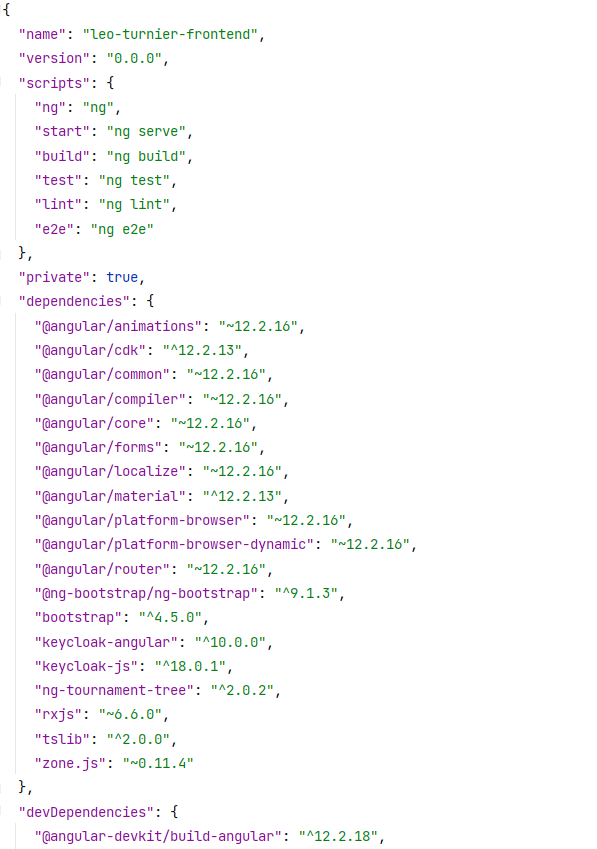 {
"name": "leo-turnier-frontend",
"version": "0.0.0",
"scripts": {
"ng": "ng",
"start": "ng serve",
"build": "ng build",
"test": "ng test",
"lint": "ng lint",
"e2e": "ng e2e"
},
"private": true,
"dependencies": {
"@angular/animations": "~12.2.16",
"@angular/cdk": "^12.2.13",
"@angular/common": "~12.2.16",
"@angular/compiler": "~12.2.16",
"@angular/core": "~12.2.16",
"@angular/forms": "~12.2.16",
"@angular/localize": "~12.2.16",
"@angular/material": "^12.2.13",
"@angular/platform-browser": "~12.2.16",
"@angular/platform-browser-dynamic": "~12.2.16",
"@angular/router": "~12.2.16",
"@ng-bootstrap/ng-bootstrap": "^9.1.3",
"bootstrap": "^4.5.0",
"keycloak-angular": "^10.0.0",
"keycloak-js": "^18.0.1",
"ng-tournament-tree": "^2.0.2",
"rxjs": "~6.6.0",
"tslib": "^2.0.0",
"zone.js": "~0.11.4"
},
"devDependencies": {
"@angular-devkit/build-angular": "^12.2.18",